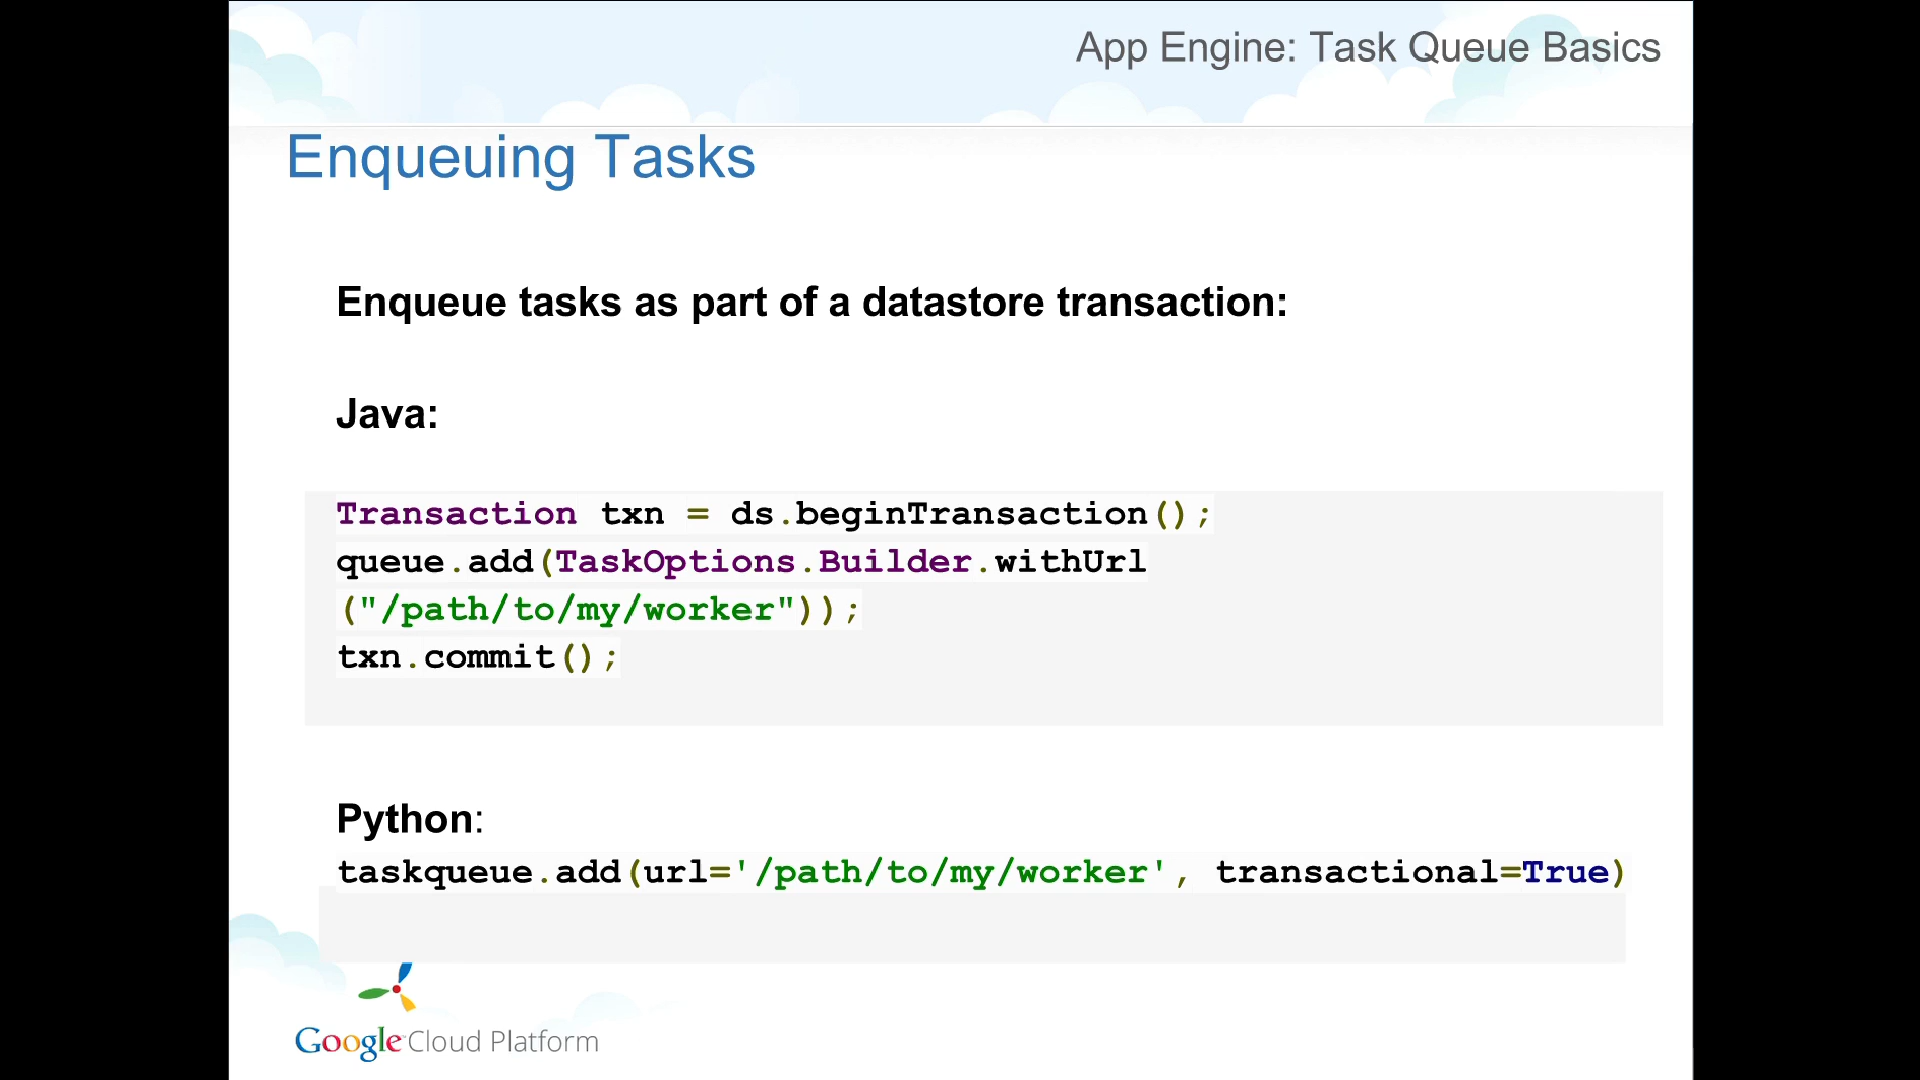 App Engine: Task Queue Basics
Enqueuing Tasks
Enqueue tasks as part of a datastore transaction:
Java:
Transaction txn = ds.beginTransaction();
queue.add(TaskOptions.Builder.withUrl
("/path/to/my/worker"));
txn.commit();
Python:
taskqueue.add(url='/path/to/my/worker', transactional=True)
Google Cloud Platform